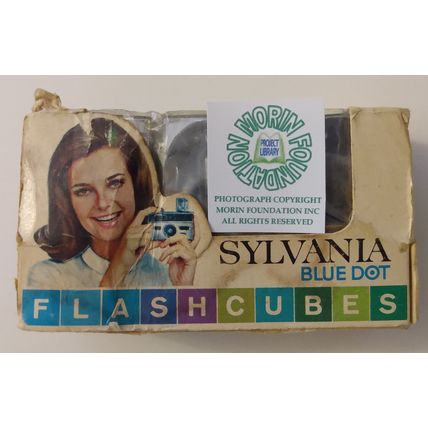 MORIN FOUNDATION
PROJECT
LIBRARY
PHOTOGRAPH COPYRIGHT
MORIN FOUNDATION INC
ALL RIGHTS RESERVED
SYLVANIA
BLUE DOT
FLASHCUBES